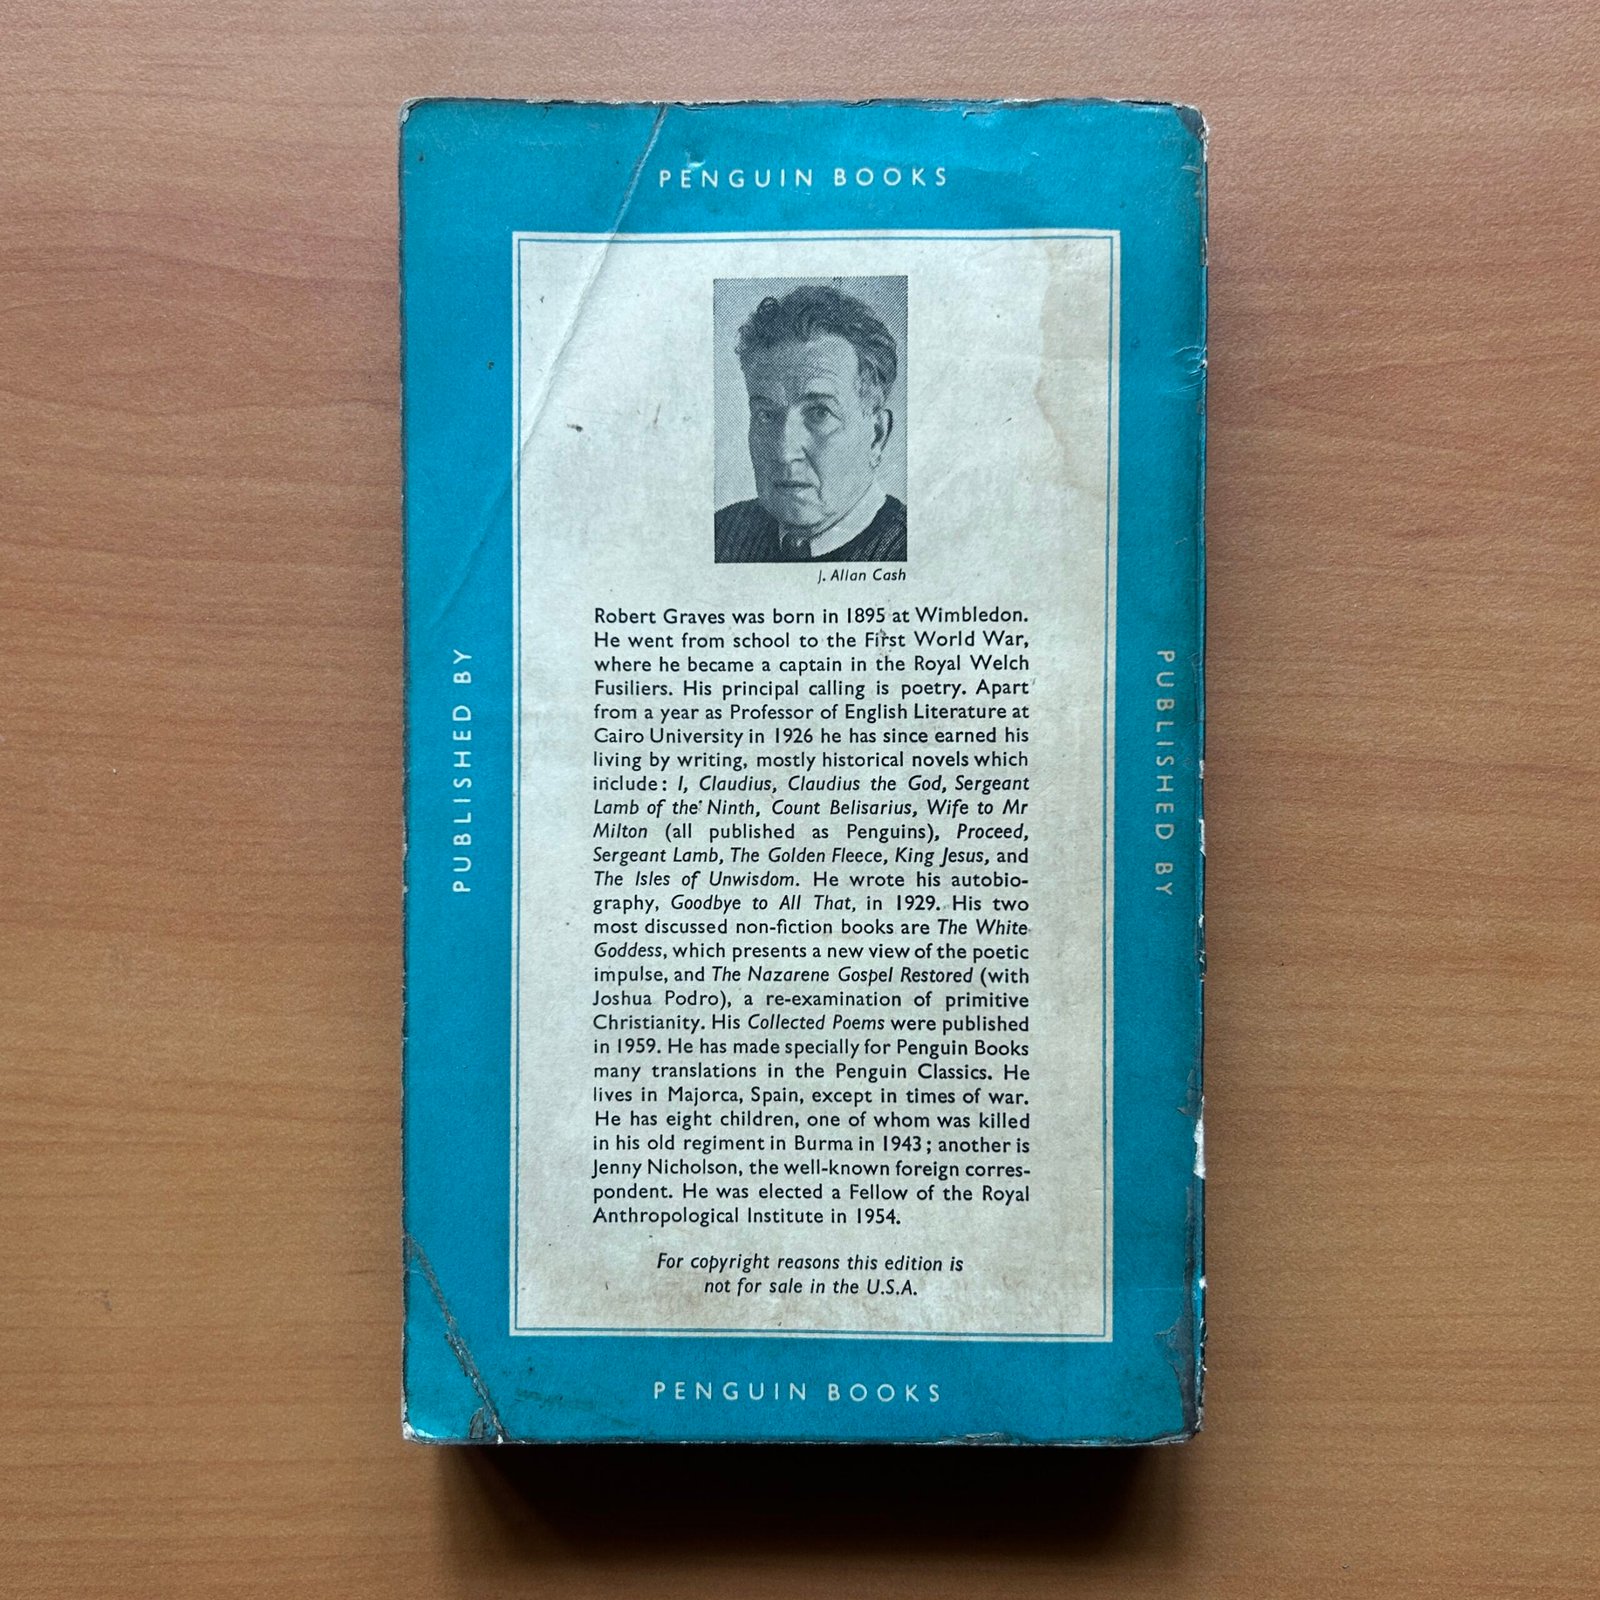 PENGUIN BOOKS
PUBLISHED BY
PUBLISHED BY
J. Allan Cash
Robert Graves was born in 1895 at Wimbledon.
He went from school to the First World War,
where he became a captain in the Royal Welch
Fusiliers. His principal calling is poetry. Apart
from a year as Professor of English Literature at
Cairo University in 1926 he has since earned his
living by writing, mostly historical novels which
include: I, Claudius, Claudius the God, Sergeant
Lamb of the Ninth, Count Belisarius, Wife to Mr
Milton (all published as Penguins), Proceed,
Sergeant Lamb, The Golden Fleece, King Jesus, and
The Isles of Unwisdom. He wrote his autobio-
graphy, Goodbye to All That, in 1929. His two
most discussed non-fiction books are The White
Goddess, which presents a new view of the poetic
impulse, and The Nazarene Gospel Restored (with
Joshua Podro), a re-examination of primitive
Christianity. His Collected Poems were published
in 1959. He has made specially for Penguin Books
many translations in the Penguin Classics. He
lives in Majorca, Spain, except in times of war.
He has eight children, one of whom was killed
in his old regiment in Burma in 1943; another is
Jenny Nicholson, the well-known foreign corres-
pondent. He was elected a Fellow of the Royal
Anthropological Institute in 1954.
For copyright reasons this edition is
not for sale in the U.S.A.
PENGUIN BOOKS